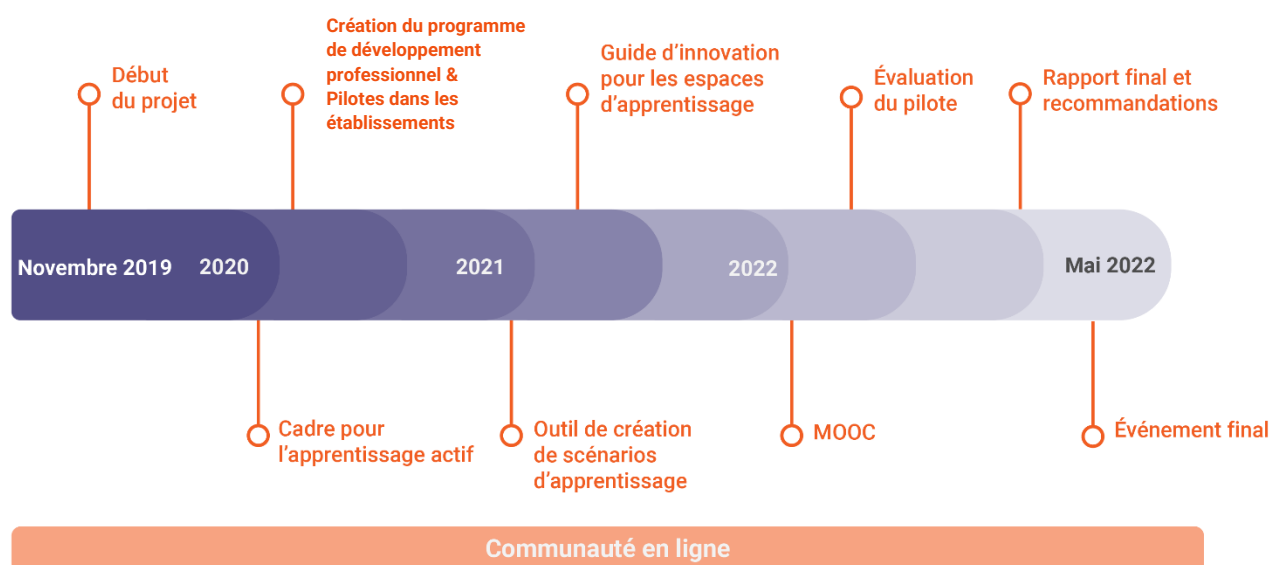 Début
du projet
Création du programme
de développement
professionnel &
Pilotes dans les
établissements
Guide d’innovation
pour les espaces
d’apprentissage
Évaluation
du pilote
Rapport final et
recommandations
Novembre 2019
2020
2021
2022
Mai 2022
Cadre pour
l’apprentissage actif
Outil de création
de scénarios
d’apprentissage
MOOC
Événement final
Communauté en ligne